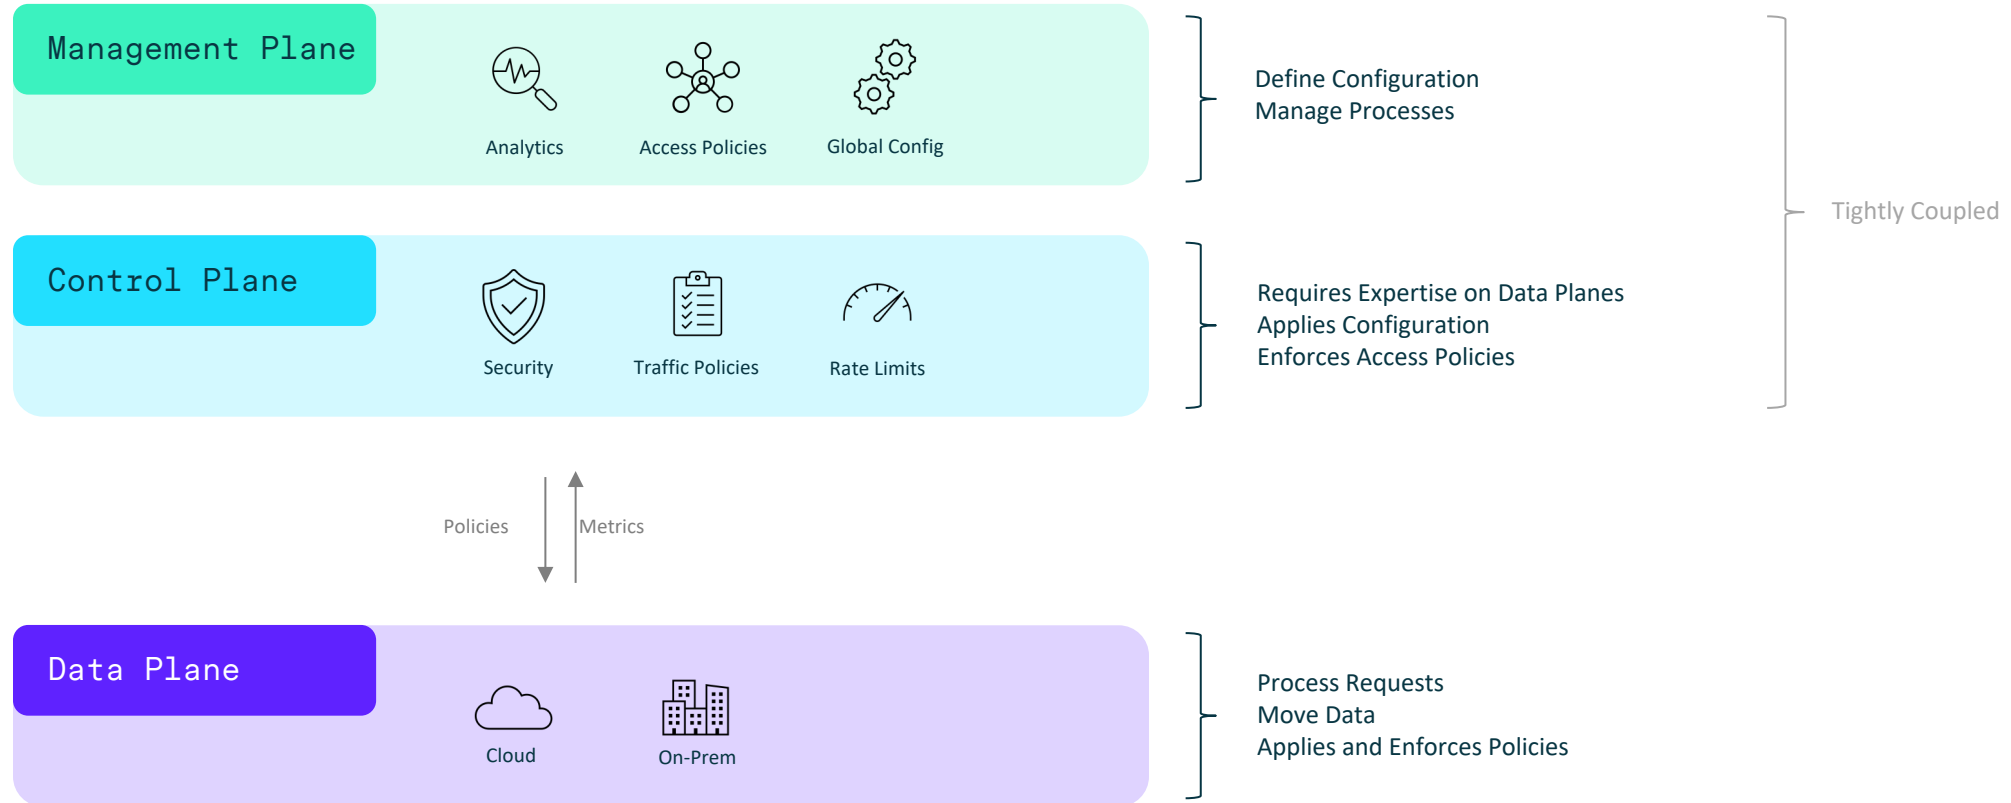 Management Plane
Analytics
Access Policies
Global Config
Define Configuration
Manage Processes
Tightly Coupled
Control Plane
Security
Traffic Policies
Rate Limits
Requires Expertise on Data Planes
Applies Configuration
Enforces Access Policies
Policies
Metrics
Data Plane
Cloud
On-Prem
Process Requests
Move Data
Applies and Enforces Policies